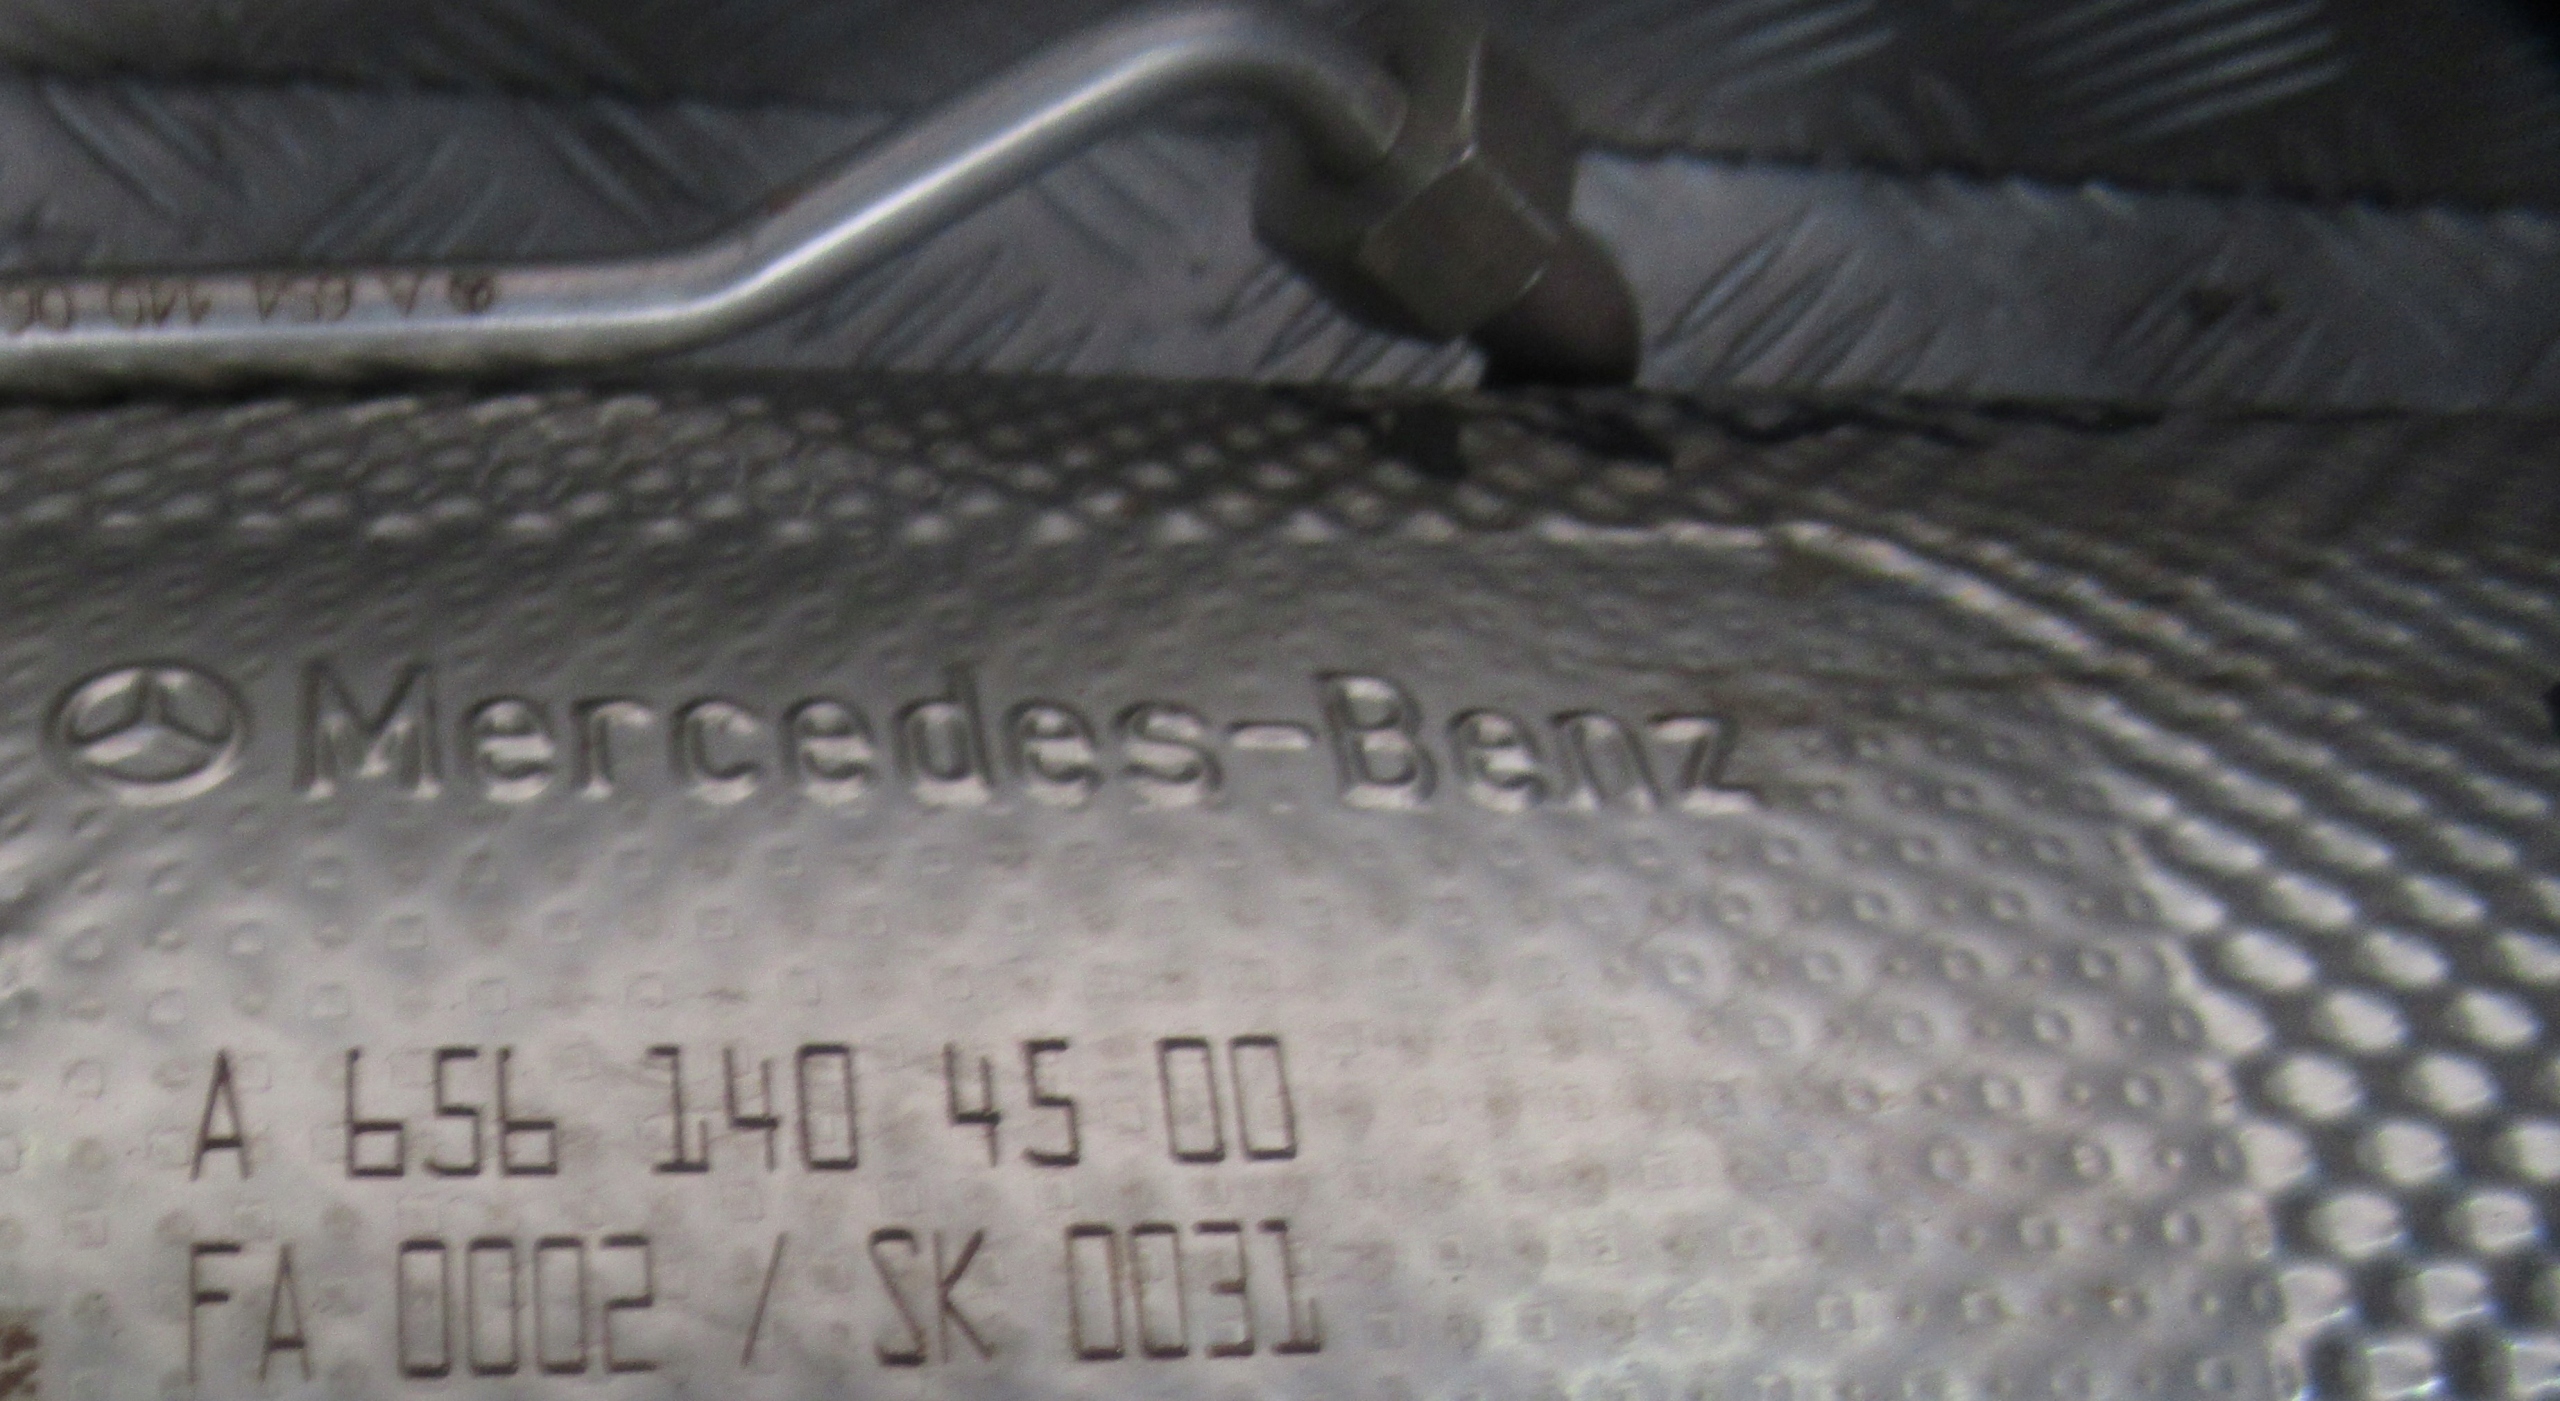 Mercedes-Benz
A 656 140 45 00
FA 0002 / SK 0031